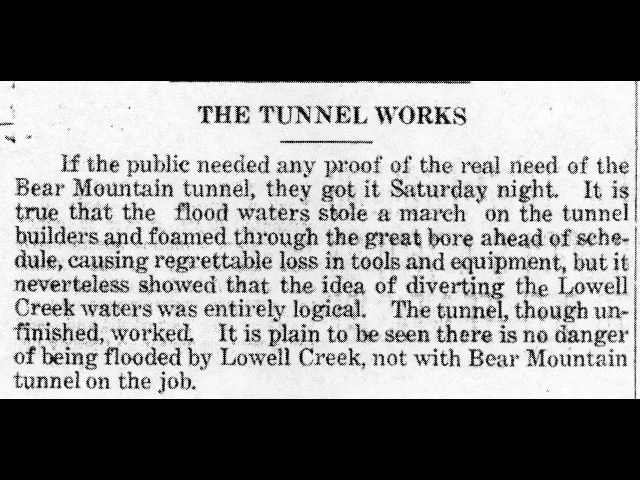 THE TUNNEL WORKS
If the public needed any proof of the real need of the
Bear Mountain tunnel, they got it Saturday night. It is
true that the flood waters stole a march on the tunnel
builders and foamed through the great bore ahead of sche-
dule, causing regrettable loss in tools and equipment, but it
neverteless showed that the idea of diverting the Lowell
Creek waters was entirely logical. The tunnel, though un-
finished, worked. It is plain to be seen there is no danger
of being flooded by Lowell Creek, not with Bear Mountain
tunnel on the job.